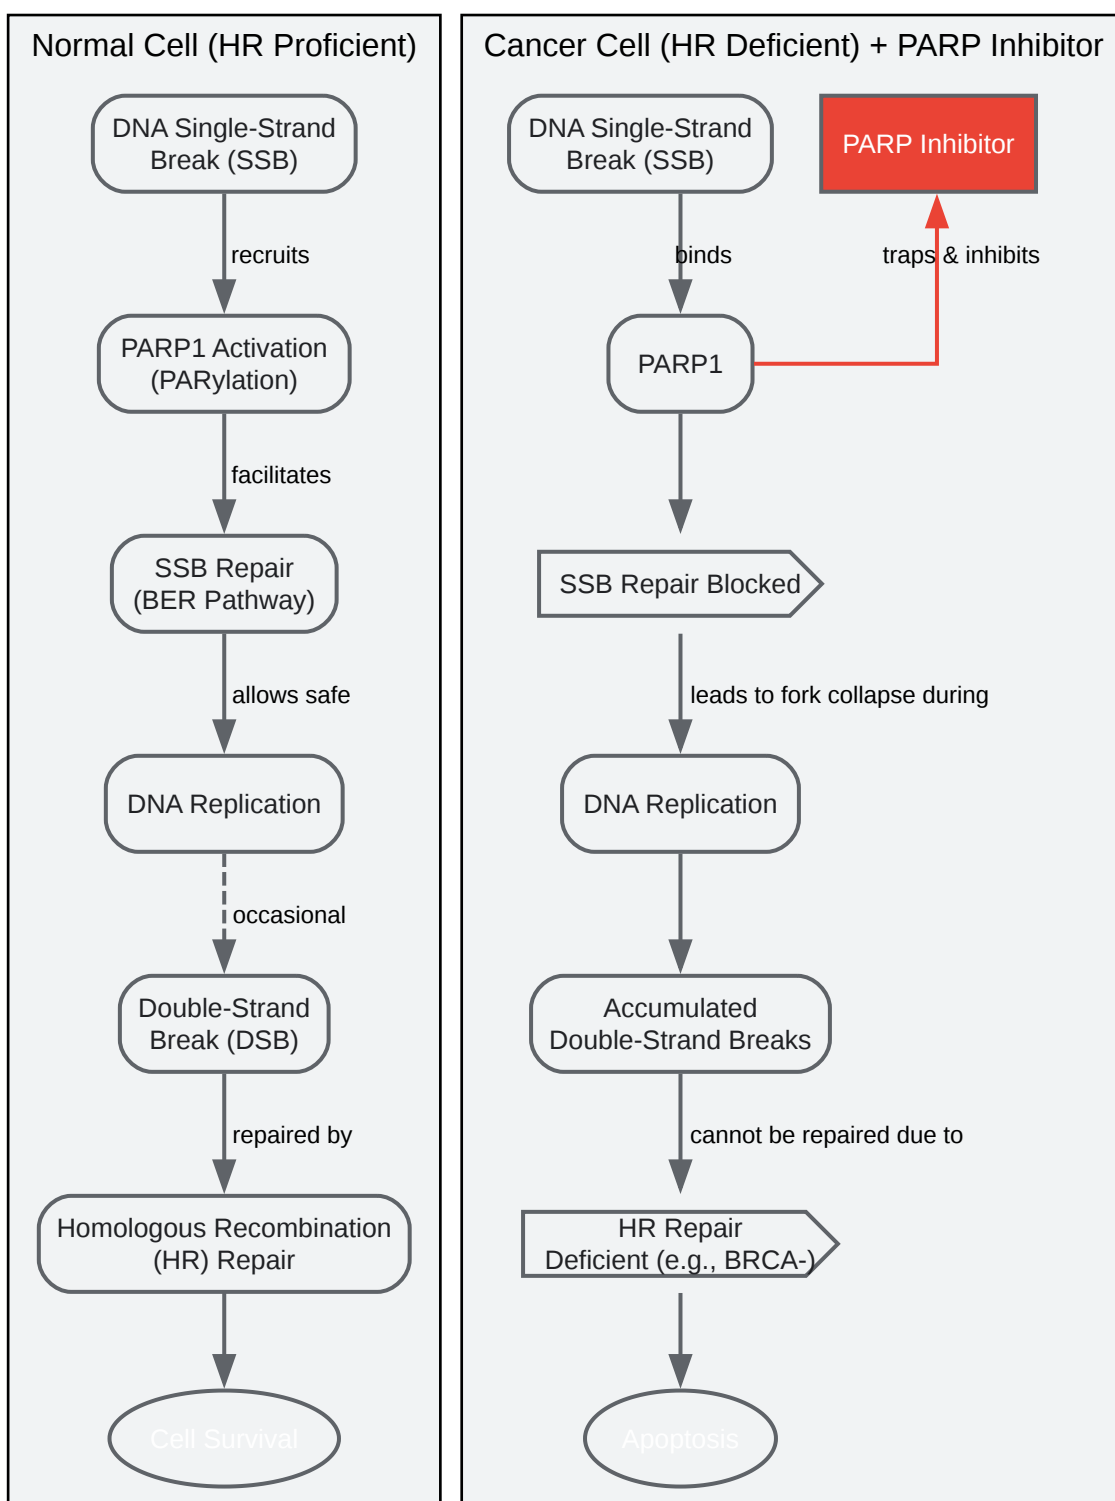 Normal Cell (HR Proficient)
DNA Single-Strand
Break (SSB)
recruits
PARP1 Activation
(PARylation)
facilitates
SSB Repair
(BER Pathway)
allows safe
DNA Replication
occasional
Double-Strand
Break (DSB)
repaired by
Homologous Recombination
(HR) Repair
Cell Survival
Cancer Cell (HR Deficient) + PARP Inhibitor
DNA Single-Strand
Break (SSB)
PARP Inhibitor
binds
traps & inhibits
PARP1
SSB Repair Blocked
leads to fork collapse during
DNA Replication
Accumulated
Double-Strand Breaks
cannot be repaired due to
HR Repair
Deficient (e.g., BRCA-)
Apoptosis